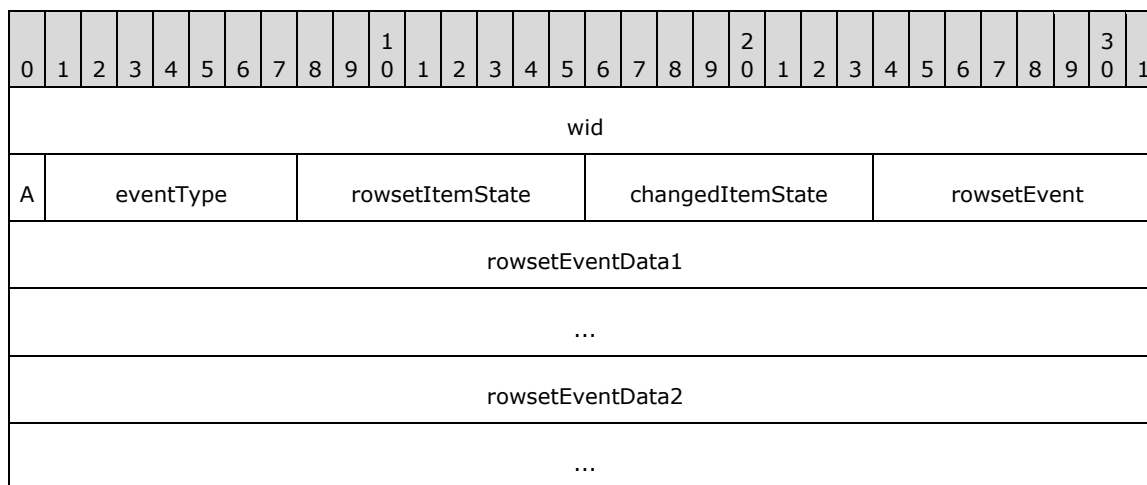 1 2 3
0 1 2 3 4 5 6 7 8 9 0 1 2 3 4 5 6 7 8 9 0 1 2 3 4 5 6 7 8 9 0 1
wid
A eventType rowsetItemState changedItemState rowsetEvent
rowsetEventData1
...
rowsetEventData2
...